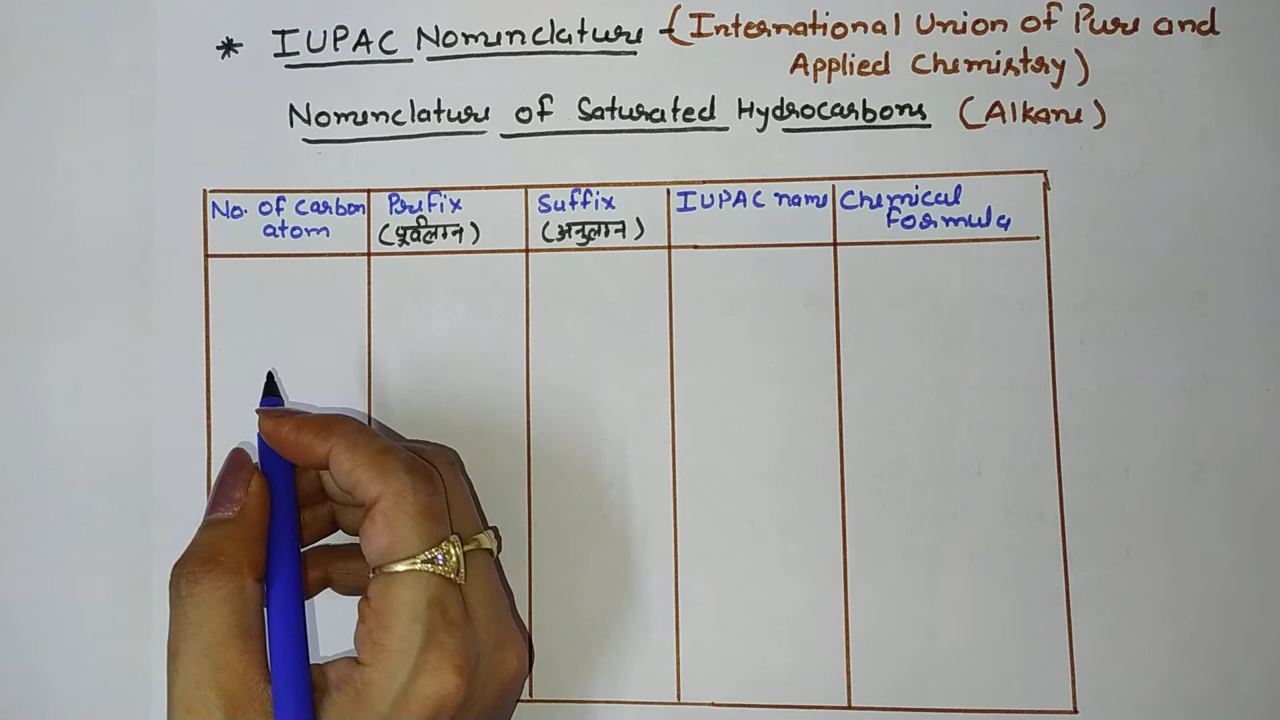 * IUPAC Nomenclature - (International Union of Pure and
Applied Chemistry)
Nomenclature of Saturated Hydrocarbons (Alkane)
No. Of Carbon
atom
Prefix
(पूर्वलग्न)
Suffix
(अनुलग्न)
IUPAC name
Chemical
formula